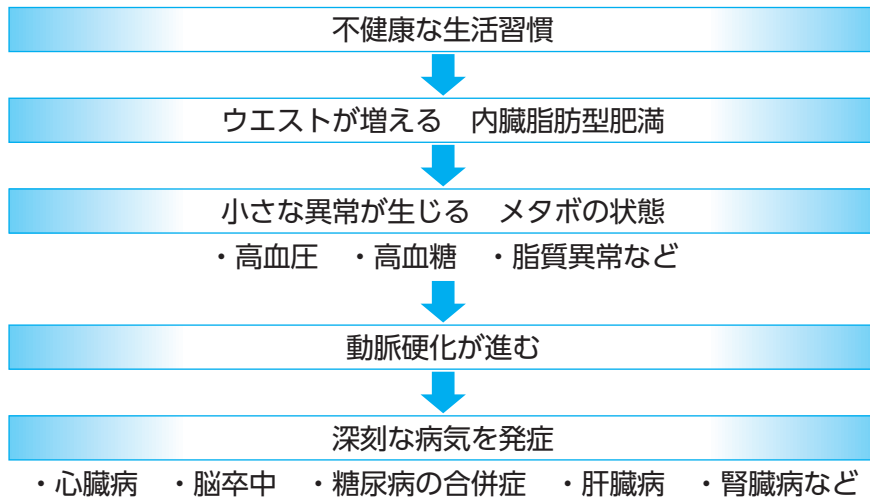 不健康な生活習慣
ウエストが増える　内臓脂肪型肥満
小さな異常が生じる　メタボの状態
・高血圧　・高血糖　・脂質異常など
動脈硬化が進む
深刻な病気を発症
・心臓病　・脳卒中　・糖尿病の合併症　・肝臓病　・腎臓病など